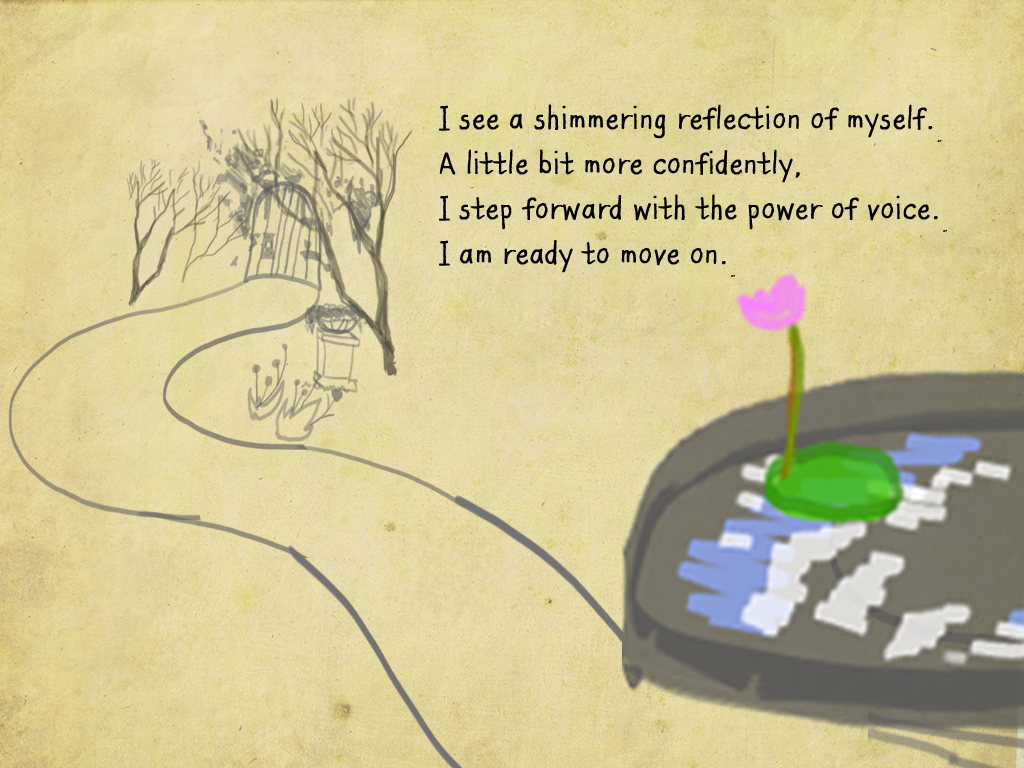 I see a shimmering reflection of myself.
A little bit more confidently,
I step forward with the power of voice.
I am ready to move on.